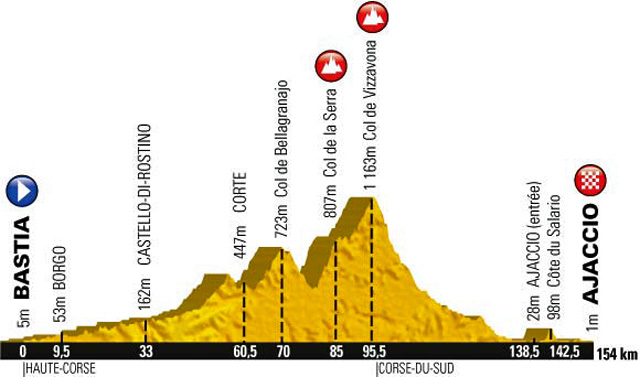 5m BASTIA
53m BORGO
162m CASTELLO-DI-ROSTINO
447m CORTE
723m Col de Bellagranajo
807m Col de la Serra
1 163m Col de Vizzavona
28m AJACCIO (entrée)
98m Côte du Salario
1m AJACCIO
0 9,5 33 60,5 70 85 95,5 138,5 142,5 154 km
HAUTE-CORSE CORSE-DU-SUD